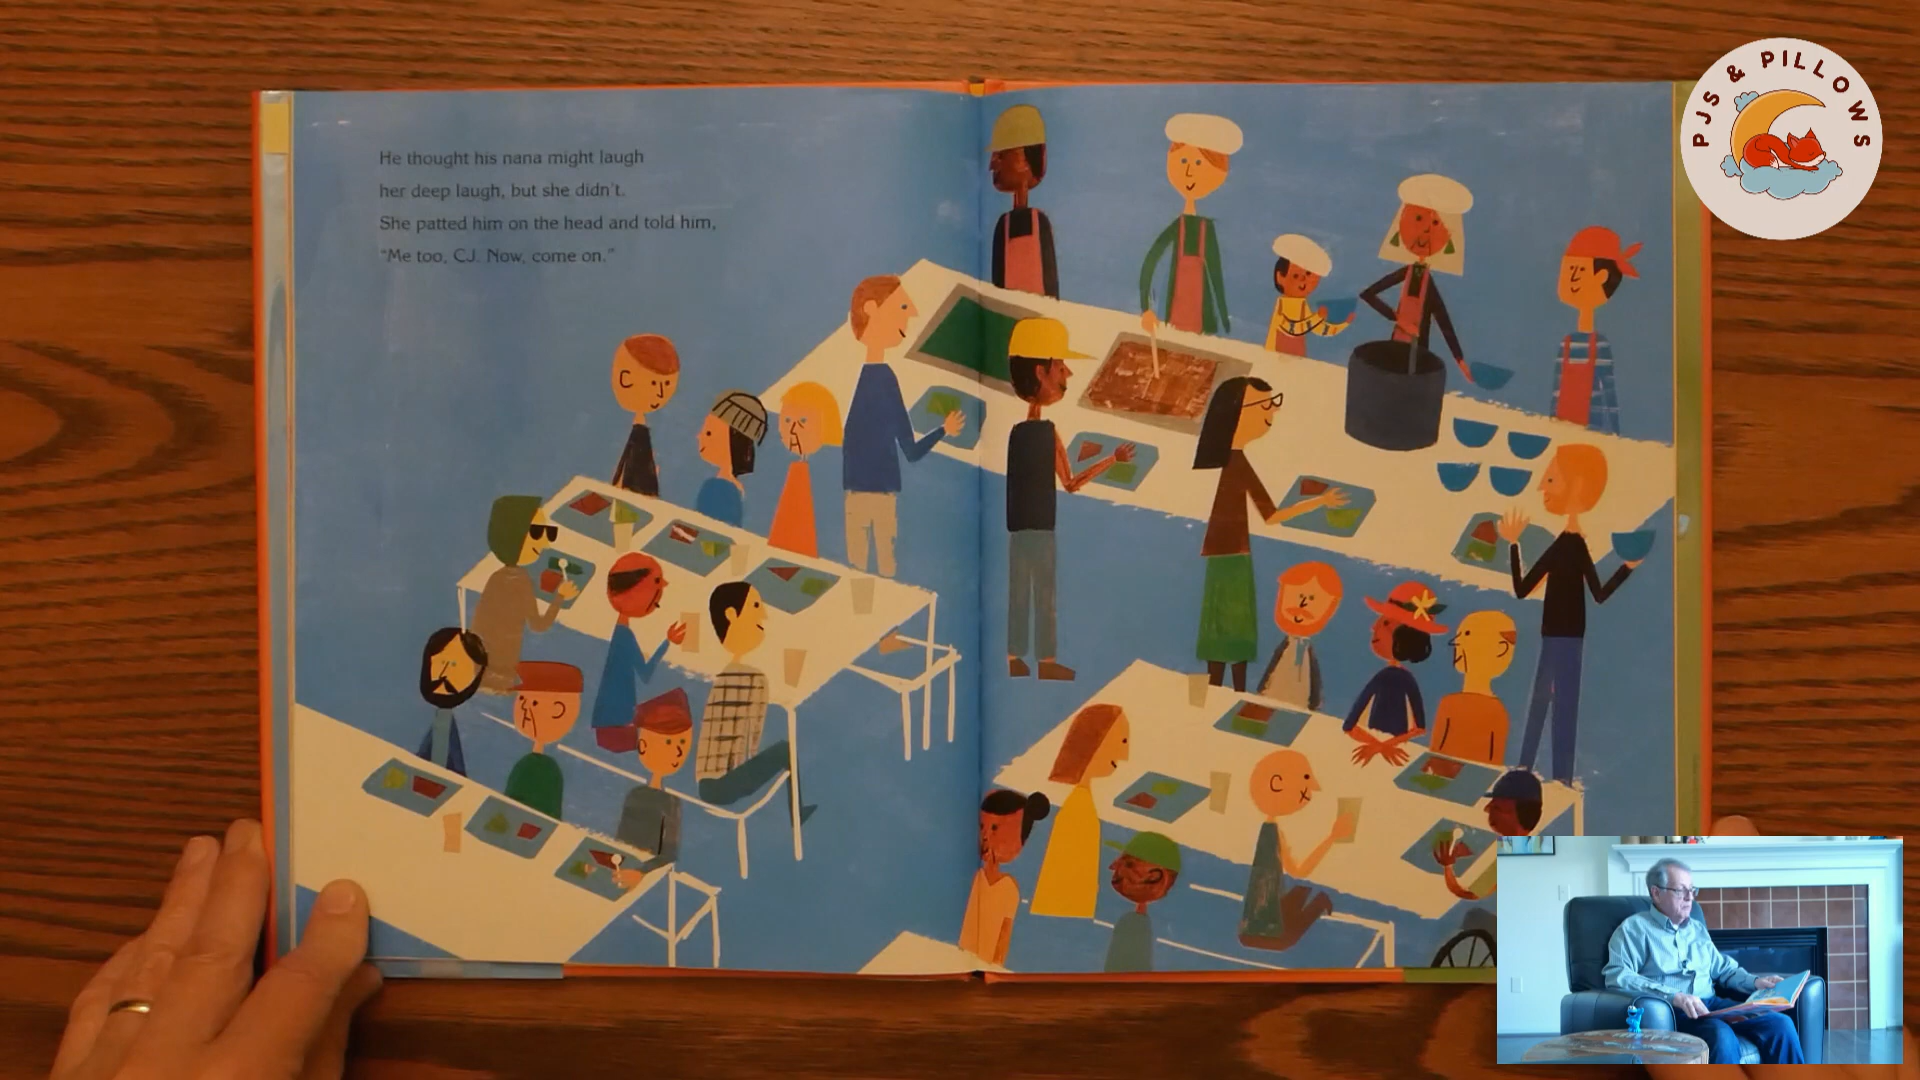 He thought his nana might laugh
her deep laugh, but she didn't.
She patted him on the head and told him,
"Me too, CJ. Now, come on."
PJS & PILLOWS